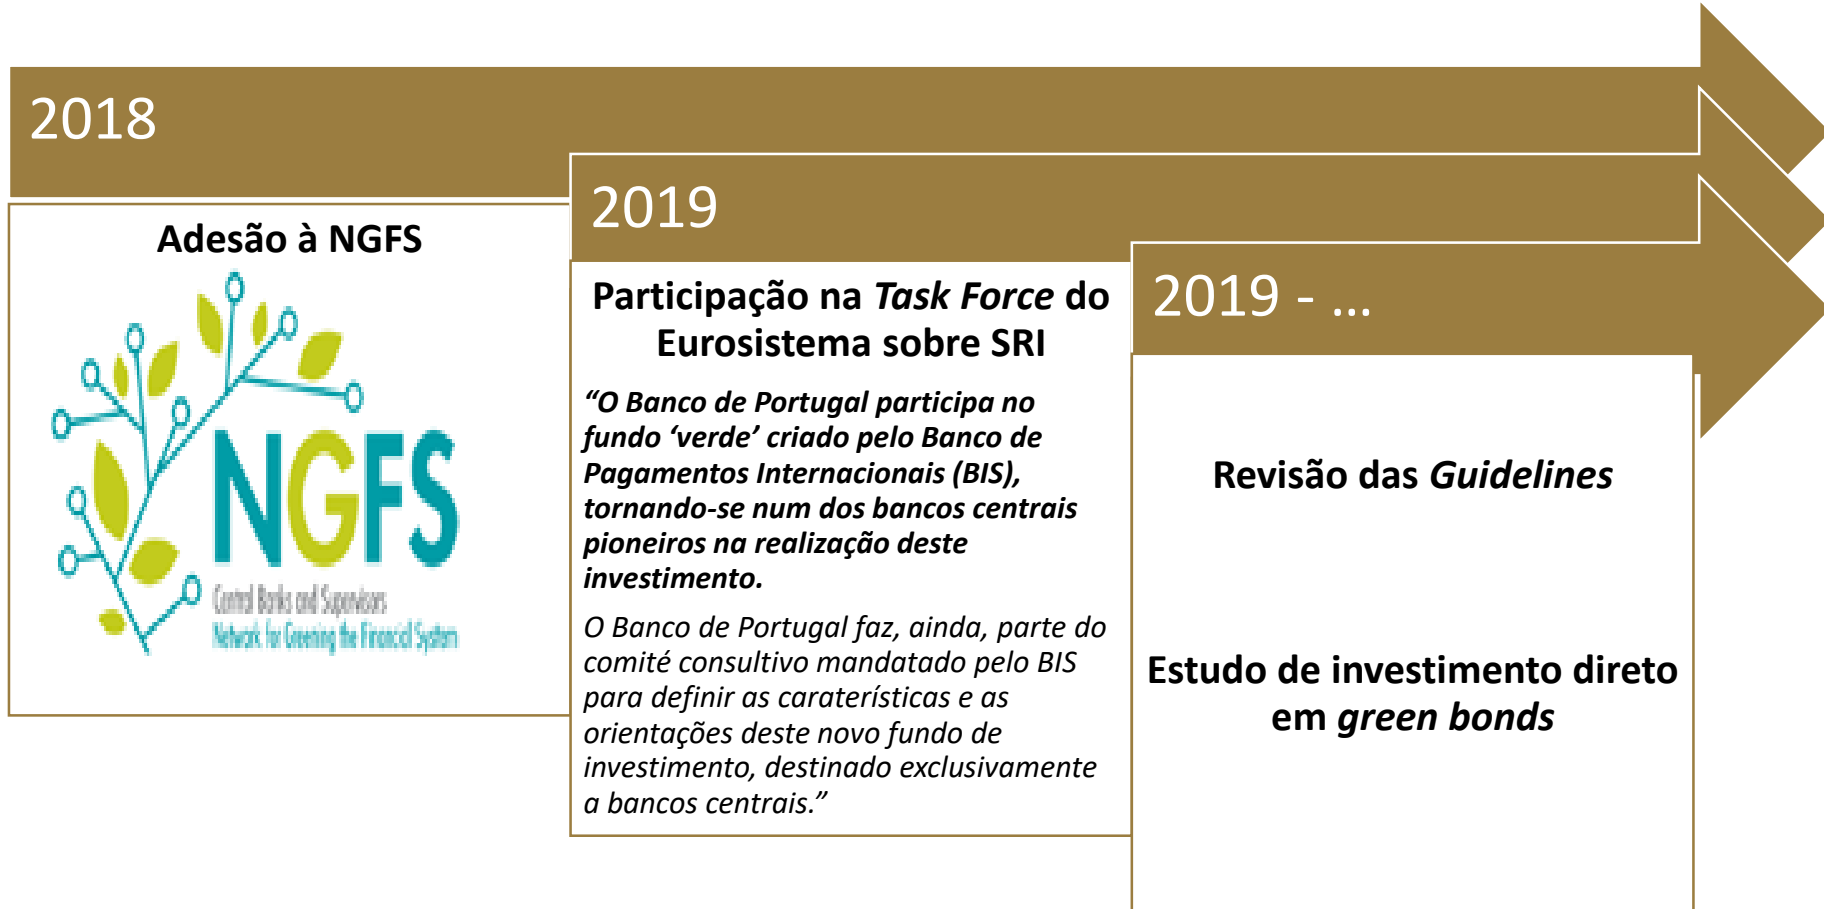 2018
Adesão à NGFS
NGFS
Central Banks and Supervisors
Network for Greening the Financial System
2019
Participação na Task Force do
Eurosistema sobre SRI
“O Banco de Portugal participa no
fundo ‘verde’ criado pelo Banco de
Pagamentos Internacionais (BIS),
tornando-se num dos bancos centrais
pioneiros na realização deste
investimento.
O Banco de Portugal faz, ainda, parte do
comité consultivo mandatado pelo BIS
para definir as caraterísticas e as
orientações deste novo fundo de
investimento, destinado exclusivamente
a bancos centrais.”
2019 - ...
Revisão das Guidelines
Estudo de investimento direto
em green bonds